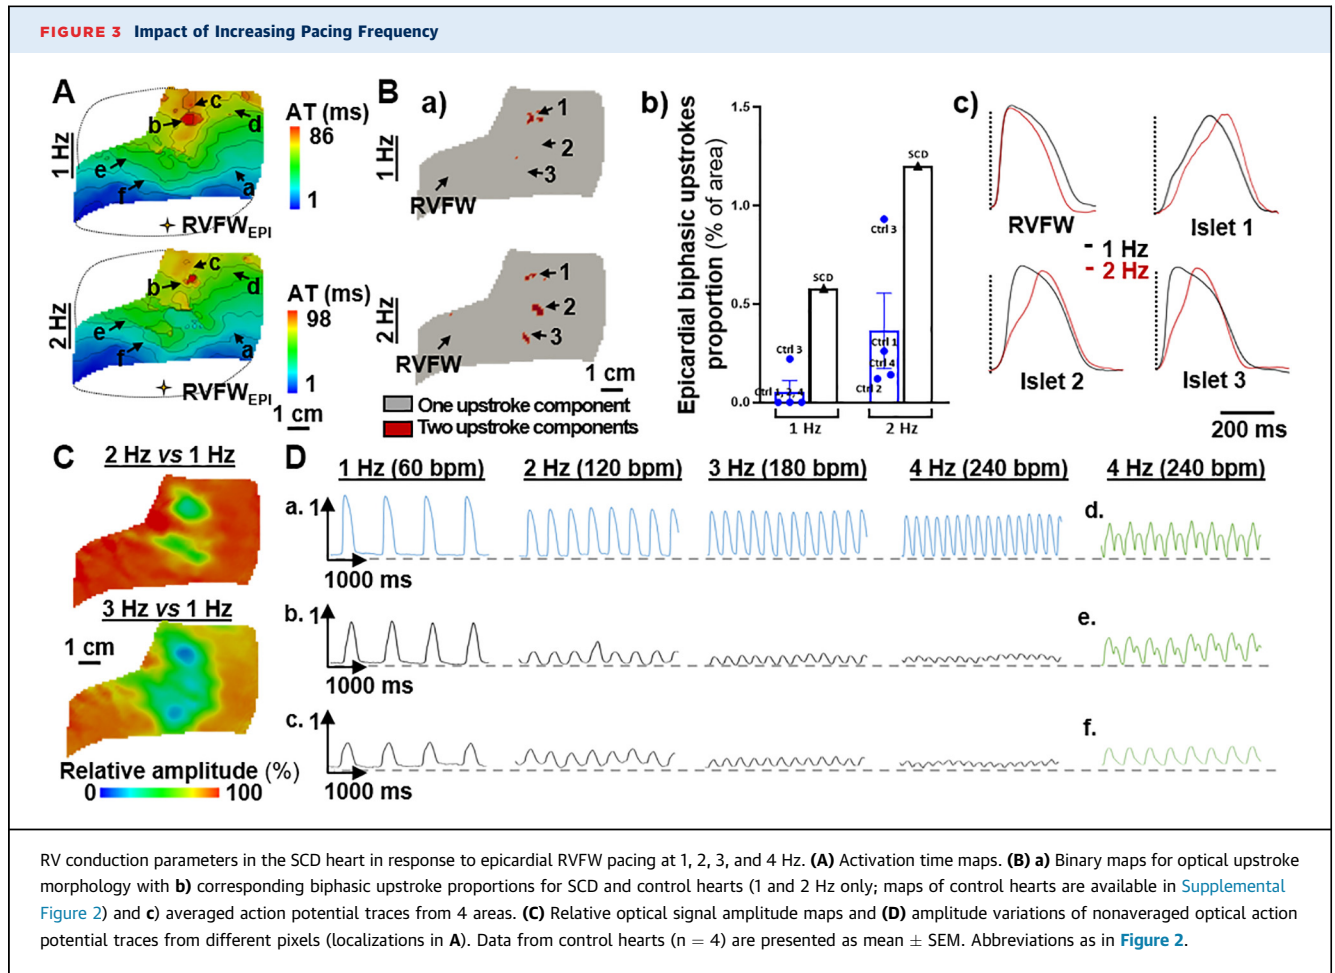 FIGURE 3 Impact of Increasing Pacing Frequency
A
1 Hz
c
b
d
e
f
a
RVFWEPI
AT (ms)
86
1
2 Hz
c
b
d
e
f
a
RVFWEPI
AT (ms)
98
1
1 cm
B
a)
1 Hz
1
2
3
RVFW
2 Hz
1
2
3
RVFW
1 cm
One upstroke component
Two upstroke components
b)
Epicardial biphasic upstrokes
proportion (% of area)
1.5
1.0
0.5
0.0
Ctrl 3
SCD
Ctrl 3
Ctrl 1
Ctrl 4
Ctrl 2
SCD
1 Hz
2 Hz
c)
RVFW
Islet 1
1 Hz
2 Hz
Islet 2
Islet 3
200 ms
C
2 Hz vs 1 Hz
3 Hz vs 1 Hz
1 cm
Relative amplitude (%)
0
100
D
1 Hz (60 bpm)
2 Hz (120 bpm)
3 Hz (180 bpm)
4 Hz (240 bpm)
4 Hz (240 bpm)
a. 1
1000 ms
d.
b. 1
1000 ms
e.
c. 1
1000 ms
f.
RV conduction parameters in the SCD heart in response to epicardial RVFW pacing at 1, 2, 3, and 4 Hz. (A) Activation time maps. (B) a) Binary maps for optical upstroke
morphology with b) corresponding biphasic upstroke proportions for SCD and control hearts (1 and 2 Hz only; maps of control hearts are available in Supplemental
Figure 2) and c) averaged action potential traces from 4 areas. (C) Relative optical signal amplitude maps and (D) amplitude variations of nonaveraged optical action
potential traces from different pixels (localizations in A). Data from control hearts (n = 4) are presented as mean ± SEM. Abbreviations as in Figure 2.